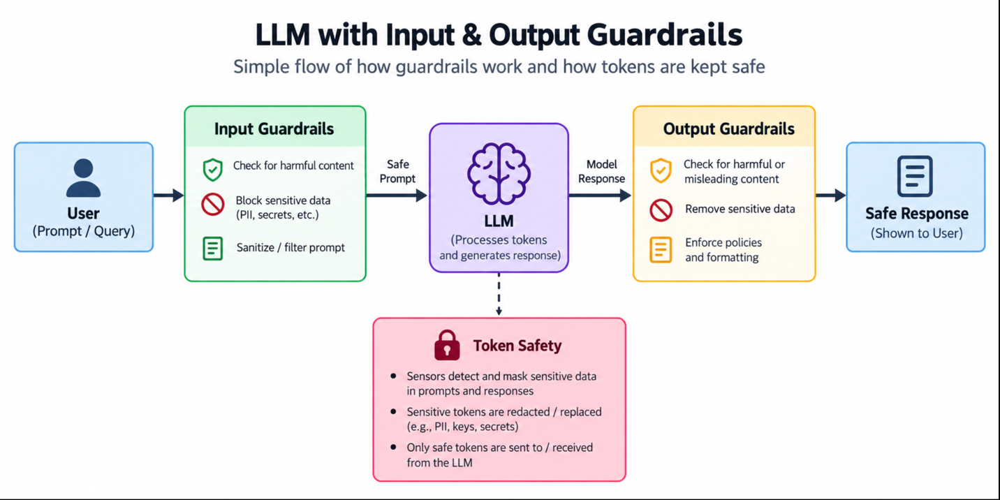 LLM with Input & Output Guardrails
Simple flow of how guardrails work and how tokens are kept safe
User
(Prompt / Query)
Input Guardrails
Check for harmful content
Block sensitive data
(PII, secrets, etc.)
Sanitize / filter prompt
Safe
Prompt
LLM
(Processes tokens
and generates response)
Model
Response
Output Guardrails
Check for harmful or
misleading content
Remove sensitive data
Enforce policies
and formatting
Safe Response
(Shown to User)
Token Safety
• Sensors detect and mask sensitive data
in prompts and responses
• Sensitive tokens are redacted / replaced
(e.g., PII, keys, secrets)
• Only safe tokens are sent to / received
from the LLM